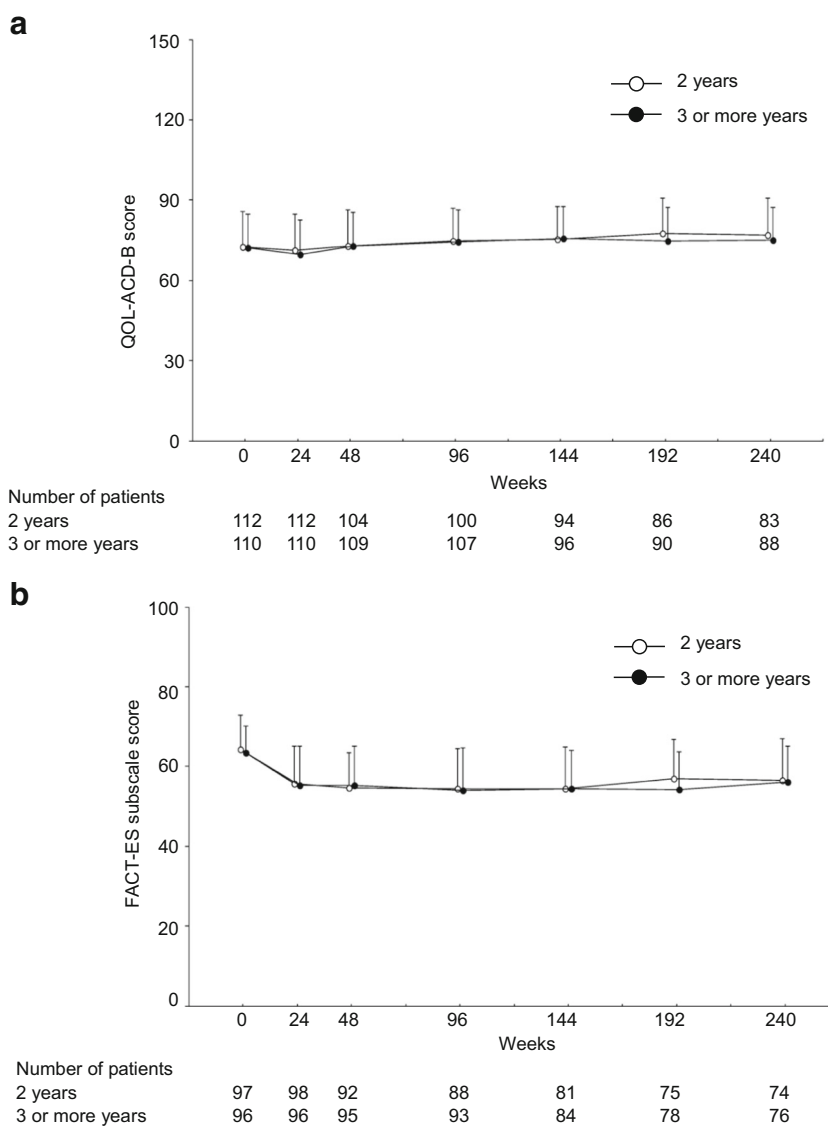 a
150
120
90
60
30
0
QOL-ACD-B score
2 years
3 or more years
0 24 48 96 144 192 240
Weeks
Number of patients
2 years 112 112 104 100 94 86 83
3 or more years 110 110 109 107 96 90 88
b
100
80
60
40
20
0
FACT-ES subscale score
2 years
3 or more years
0 24 48 96 144 192 240
Weeks
Number of patients
2 years 97 98 92 88 81 75 74
3 or more years 96 96 95 93 84 78 76